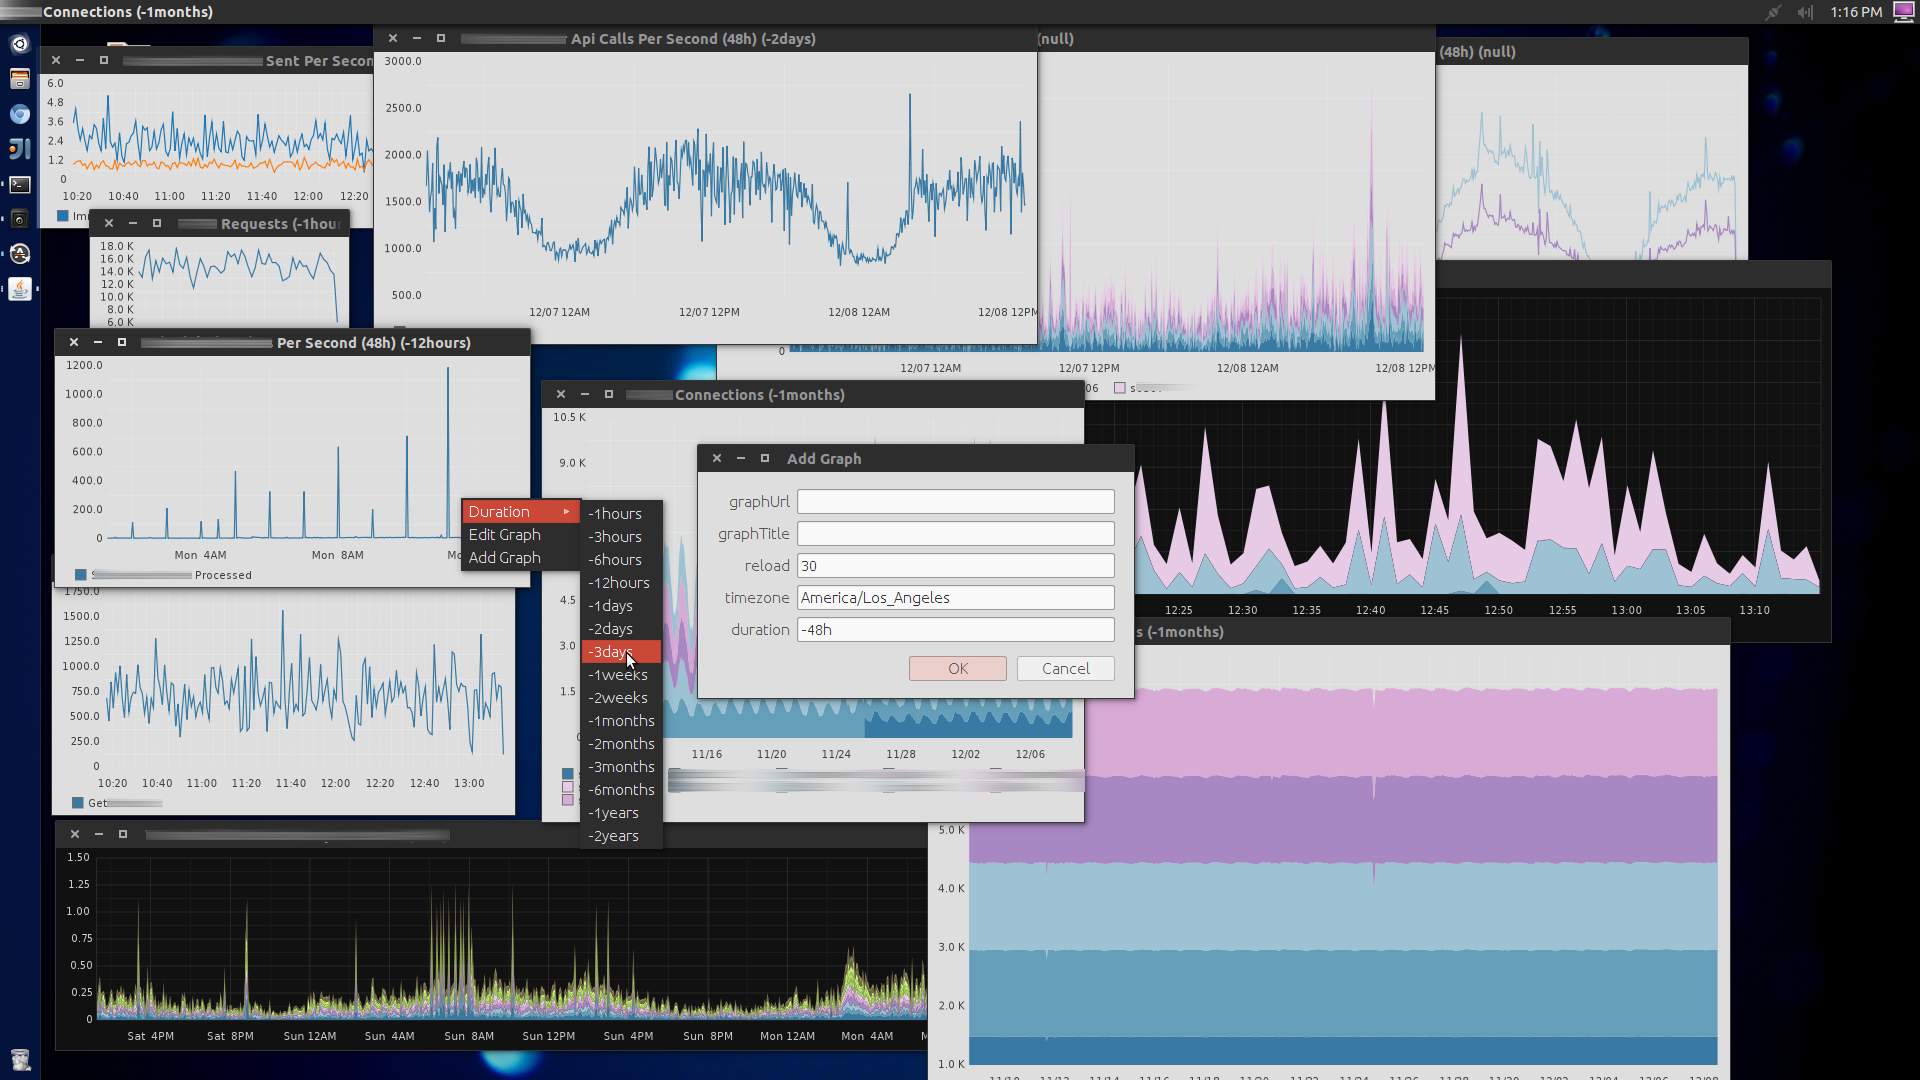 Connections (-1months)
1:16 PM
Sent Per Secon
6.0
4.8
3.6
2.4
1.2
0
10:20 10:40 11:00 11:20 11:40 12:00 12:20
Requests (-1hou
18.0 K
16.0 K
14.0 K
12.0 K
10.0 K
8.0 K
6.0 K
Api Calls Per Second (48h) (-2days)
3000.0
2500.0
2000.0
1500.0
1000.0
500.0
12/07 12AM 12/07 12PM 12/08 12AM 12/08 12PM
(null)
0
12/07 12AM 12/07 12PM 12/08 12AM 12/08 12PM
06
(48h) (null)
Per Second (48h) (-12hours)
1200.0
1000.0
800.0
600.0
400.0
200.0
0
Mon 4AM Mon 8AM Mo
Processed
Duration
Edit Graph
Add Graph
-1hours
-3hours
-6hours
-12hours
-1days
-2days
-3days
-1weeks
-2weeks
-1months
-2months
-3months
-6months
-1years
-2years
Connections (-1months)
10.5 K
9.0 K
4.5
3.0
1.5
11/16 11/20 11/24 11/28 12/02 12/06
Add Graph
graphUrl
graphTitle
reload 30
timezone America/Los_Angeles
duration -48h
OK Cancel
12:25 12:30 12:35 12:40 12:45 12:50 12:55 13:00 13:05 13:10
1750.0
1500.0
1250.0
1000.0
750.0
500.0
250.0
0
10:20 10:40 11:00 11:20 11:40 12:00 12:20 12:40 13:00
Get
s (-1months)
5.0 K
4.0 K
3.0 K
2.0 K
1.0 K
1.50
1.25
1.00
0.75
0.50
0.25
0
Sat 4PM Sat 8PM Sun 12AM Sun 4AM Sun 8AM Sun 12PM Sun 4PM Sun 8PM Mon 12AM Mon 4AM